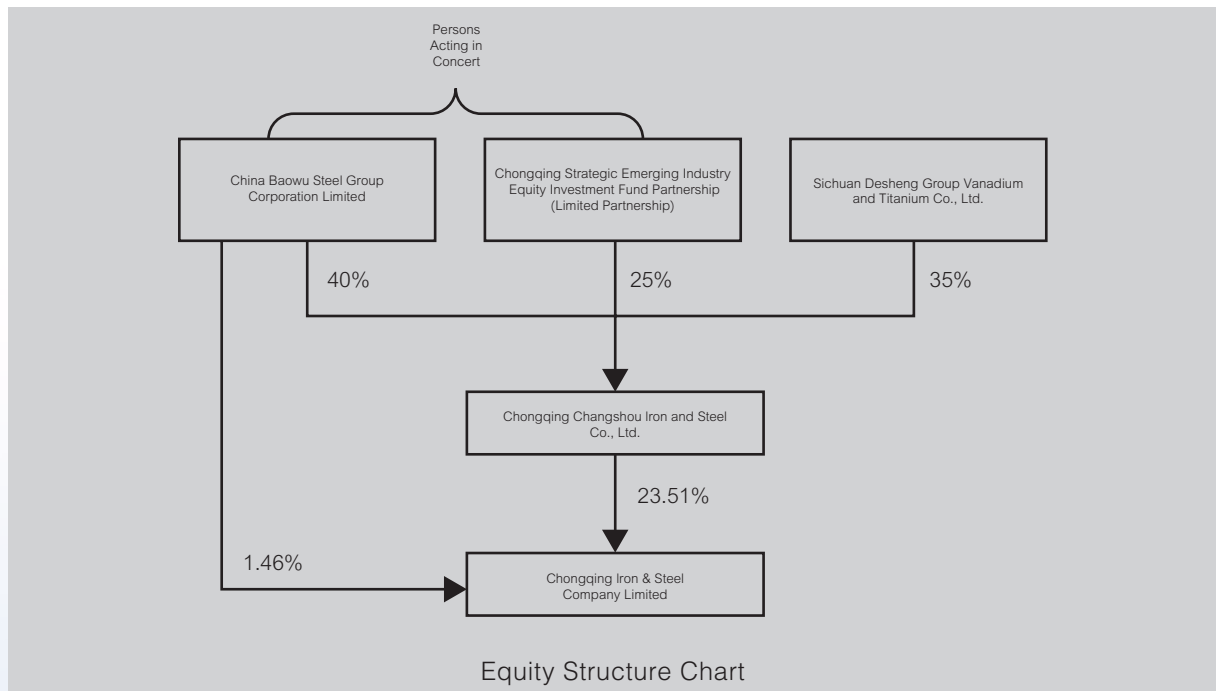 Persons
Acting in
Concert
China Baowu Steel Group
Corporation Limited
Chongqing Strategic Emerging Industry
Equity Investment Fund Partnership
(Limited Partnership)
Sichuan Desheng Group Vanadium
and Titanium Co., Ltd.
40%
25%
35%
Chongqing Changshou Iron and Steel
Co., Ltd.
23.51%
1.46%
Chongqing Iron & Steel
Company Limited
Equity Structure Chart